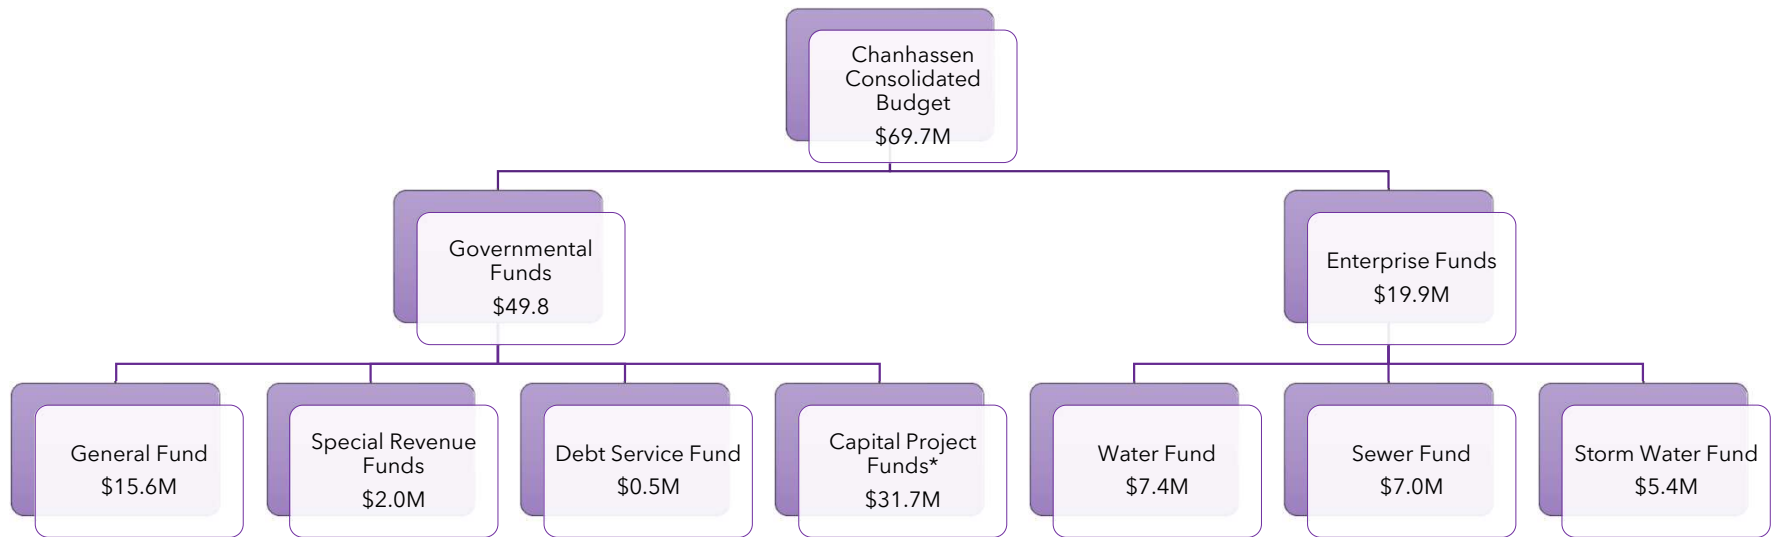 Chanhassen
Consolidated
Budget
$69.7M
Governmental
Funds
$49.8
Enterprise Funds
$19.9M
General Fund
$15.6M
Special Revenue
Funds
$2.0M
Debt Service Fund
$0.5M
Capital Project
Funds*
$31.7M
Water Fund
$7.4M
Sewer Fund
$7.0M
Storm Water Fund
$5.4M